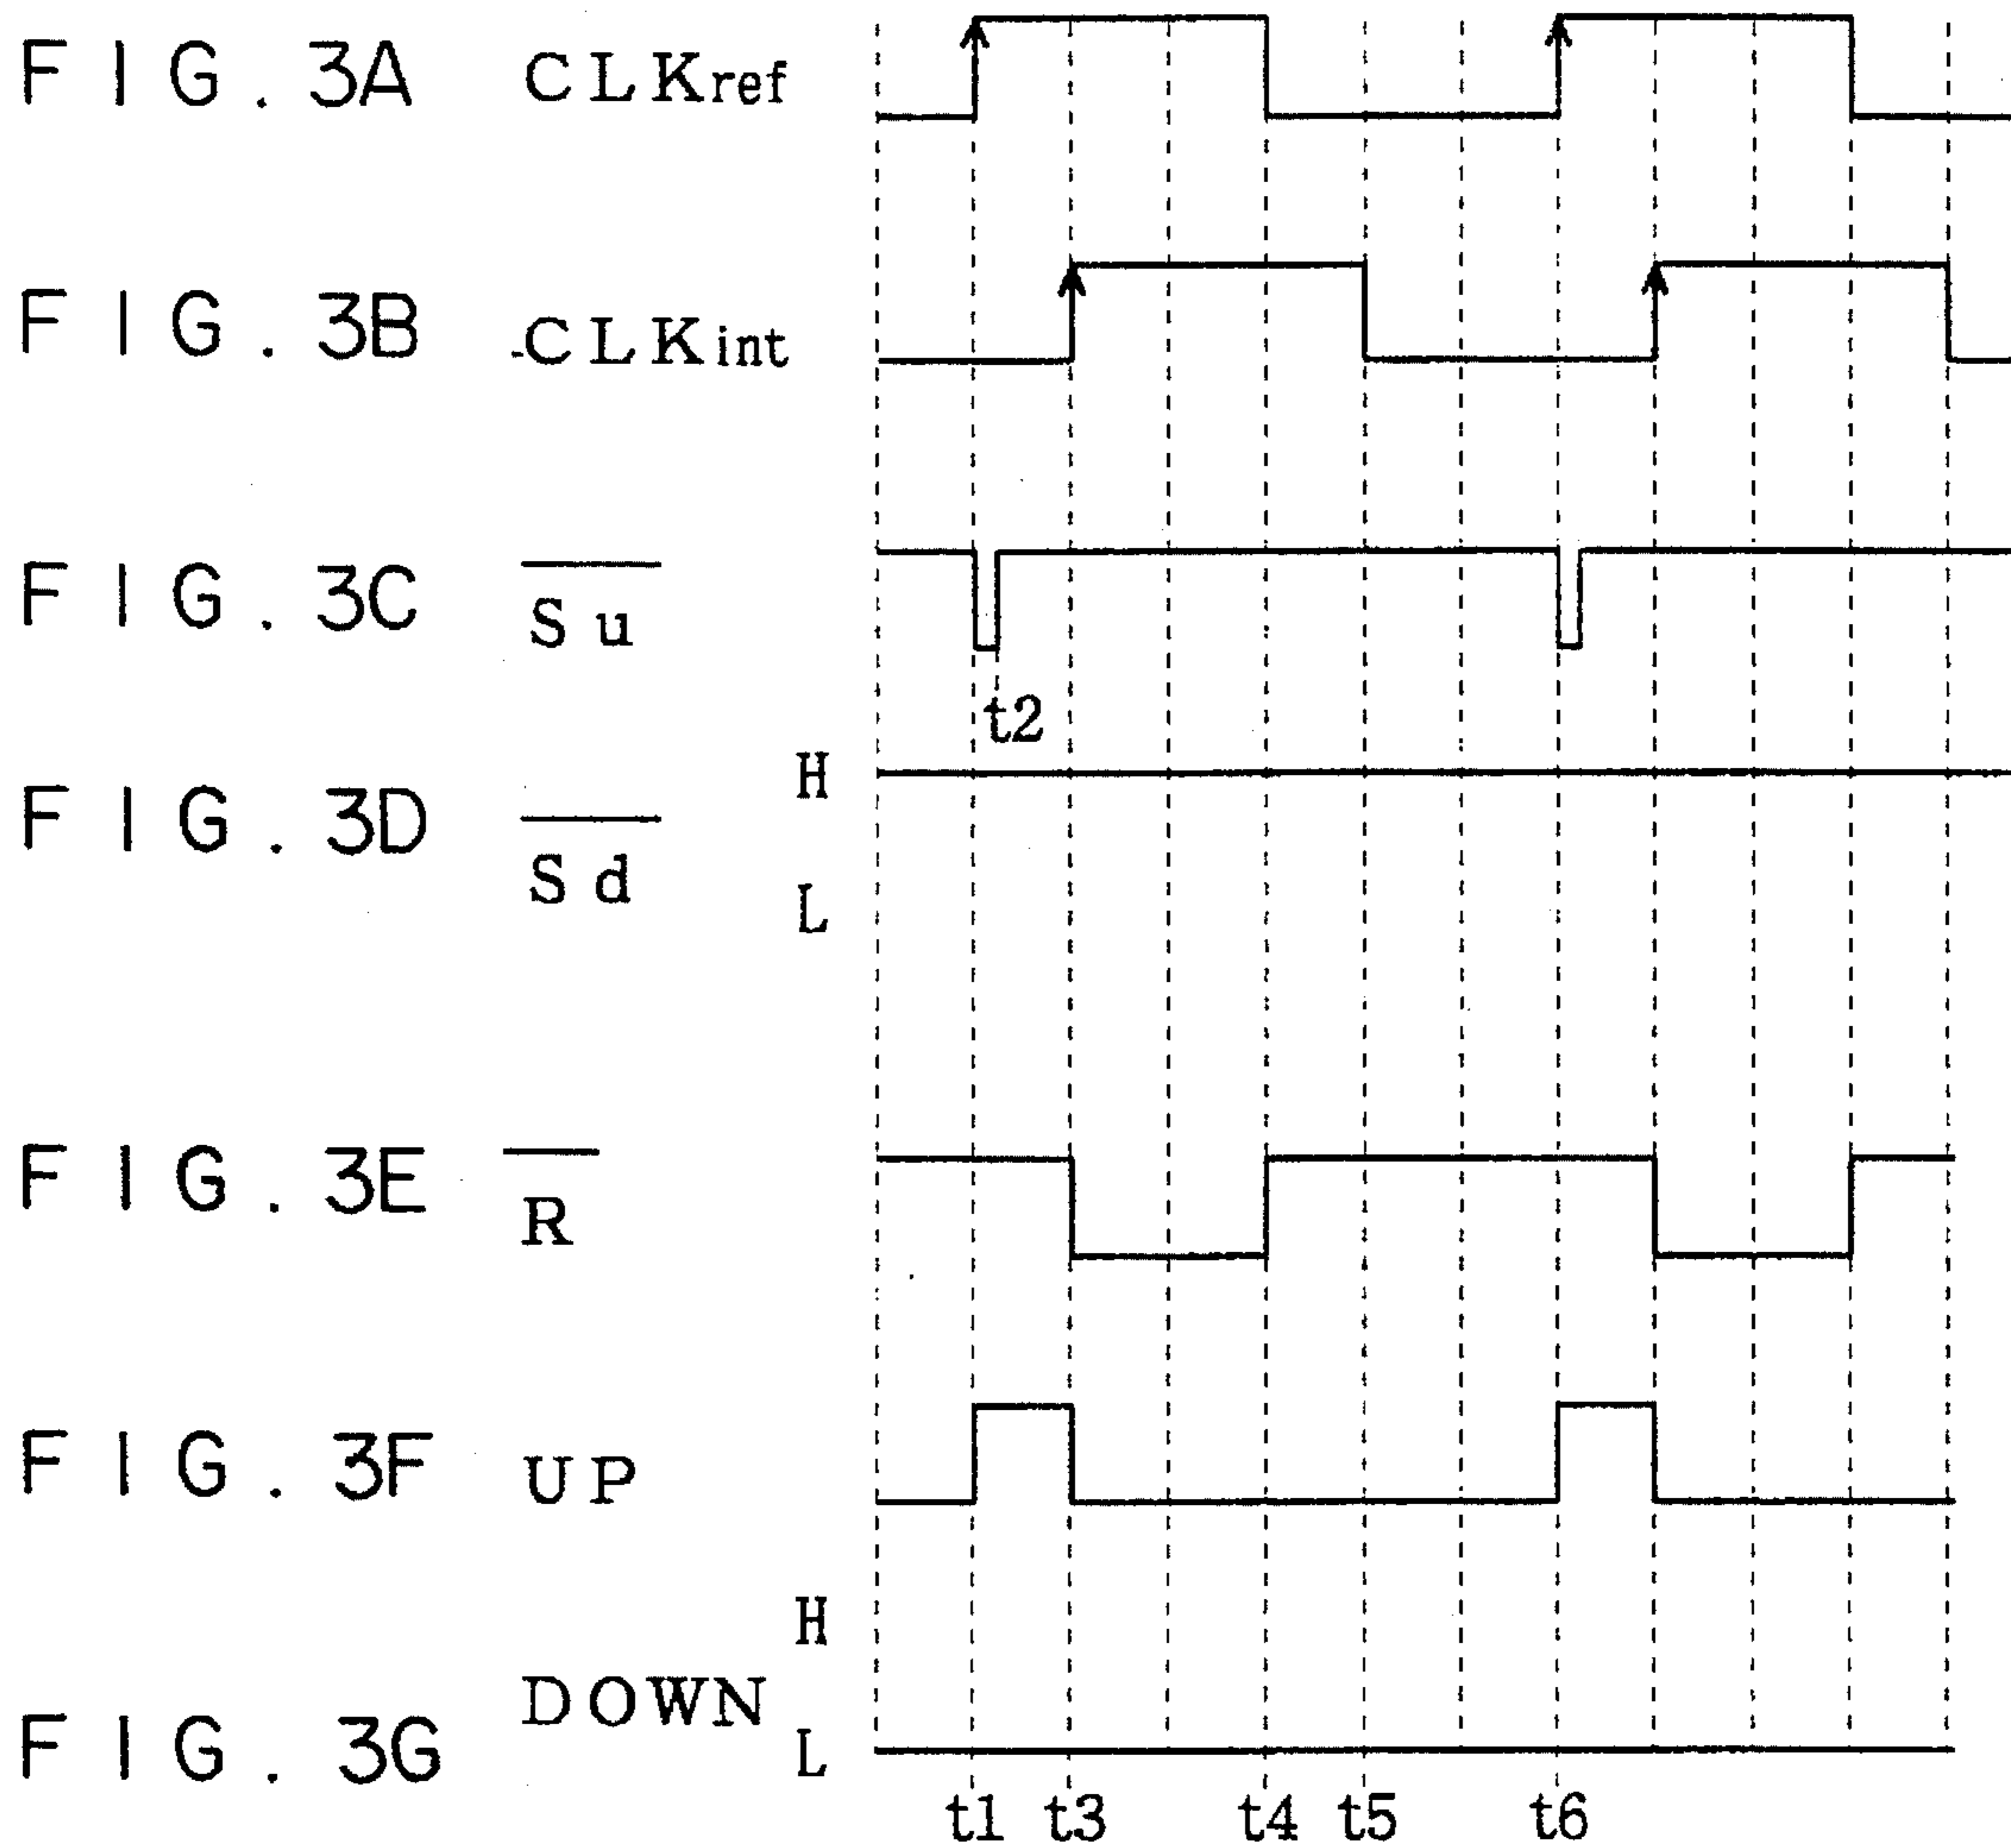 FIG. 3A CLKref
FIG. 3B CLKint
FIG. 3C S̅u̅
t2
FIG. 3D S̅d̅ H
L
FIG. 3E R̅
FIG. 3F UP
H
FIG. 3G DOWN L
t1 t3 t4 t5 t6